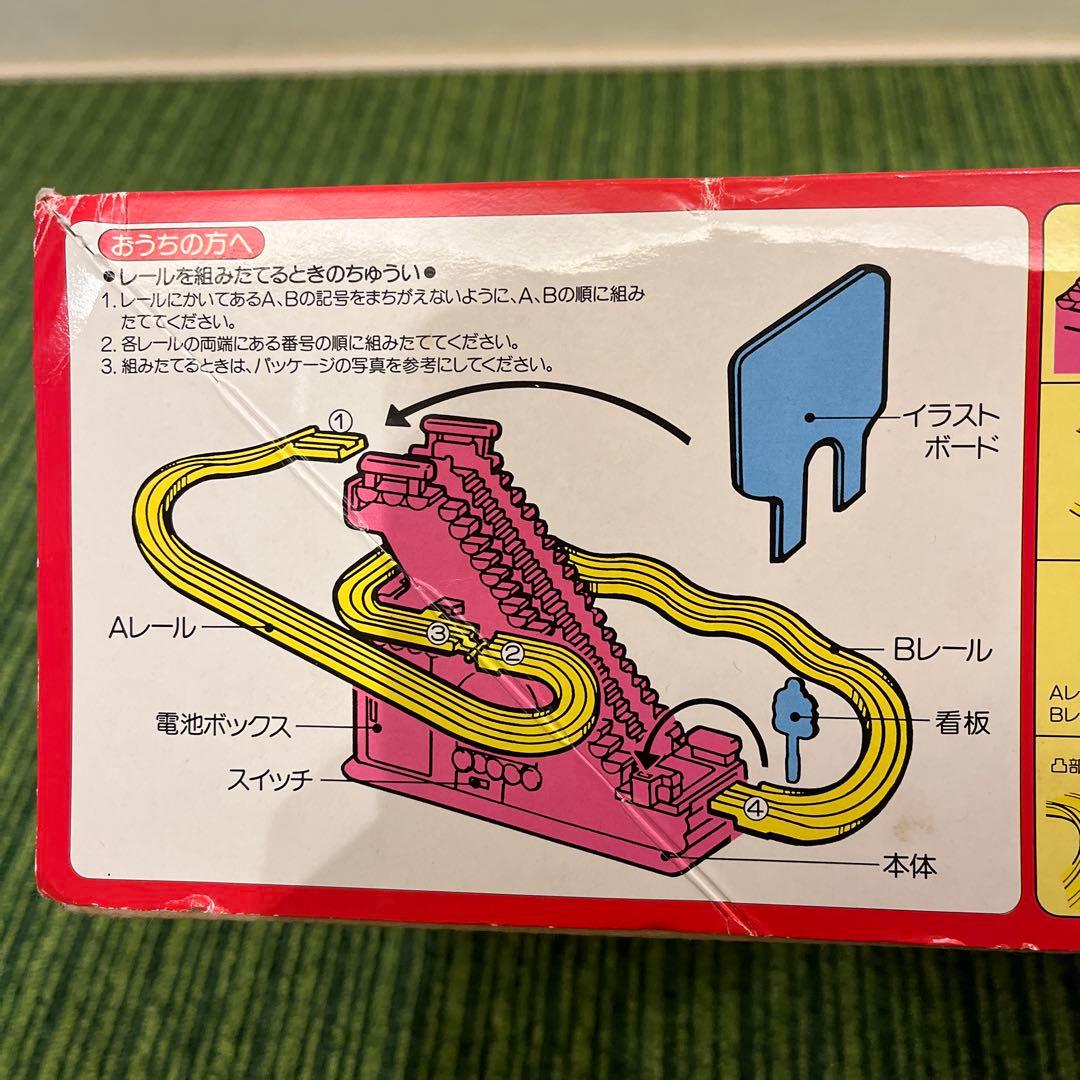 おうちの方へ
●レールを組みたてるときのちゅうい●
1.レールにかいてあるA、Bの記号をまちがえないように、A、Bの順に組み
たててください。
2.各レールの両端にある番号の順に組みたててください。
3.組みたてるときは、パッケージの写真を参考にしてください。
①
イラスト
ボード
Aレール
③
②
Bレール
電池ボックス
看板
スイッチ
④
本体
Aレ
Bレ
凸部